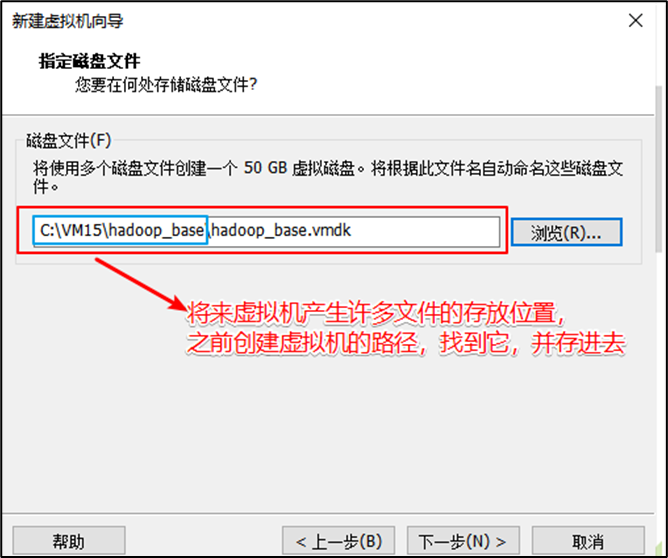 新建虚拟机向导
指定磁盘文件
您要在何处存储磁盘文件?
磁盘文件(F)
将使用多个磁盘文件创建一个 50 GB 虚拟磁盘。将根据此文件名自动命名这些磁盘文
件。
C:\VM15\hadoop_base\hadoop_base.vmdk
浏览(R)...
将来虚拟机产生许多文件的存放位置，
之前创建虚拟机的路径，找到它，并存进去
帮助
< 上一步(B)
下一步(N) >
取消